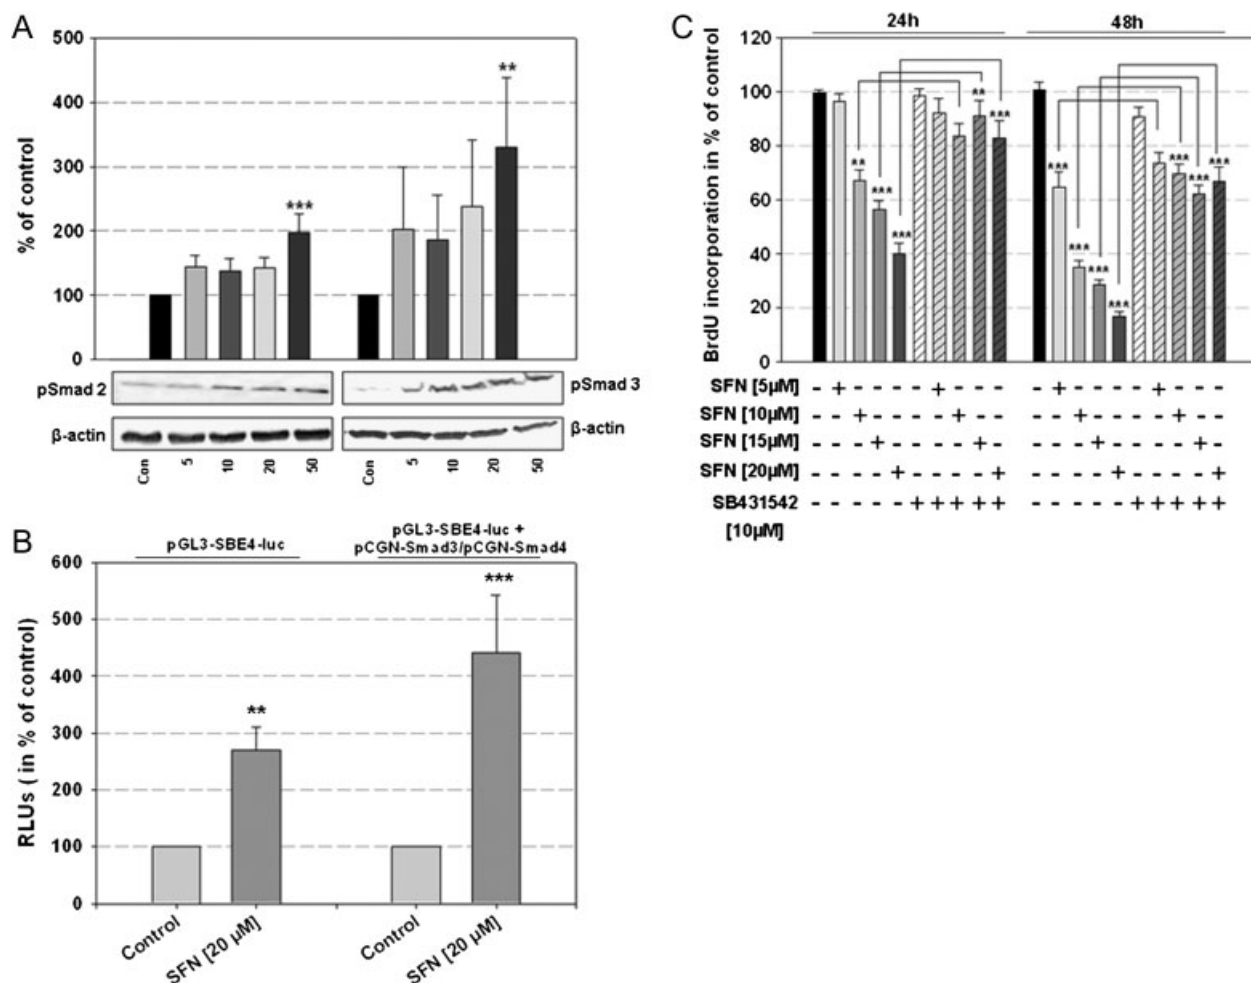 A
500
400
300
200
100
0
% of control
***
**
pSmad 2
pSmad 3
β-actin
β-actin
Con 5 10 20 50
Con 5 10 20 50
B
pGL3-SBE4-luc
pGL3-SBE4-luc +
pCGN-Smad3/pCGN-Smad4
600
500
400
300
200
100
0
RLUs ( in % of control)
**
***
Control
SFN [20 µM]
Control
SFN [20 µM]
C
24h
48h
120
100
80
60
40
20
0
BrdU incorporation in % of control
** *** *** ** ***
*** *** *** *** *** *** ***
SFN [5µM] - + - - - - + - - - - + - - - - + - - -
SFN [10µM] - - + - - - - + - - - - + - - - - + - -
SFN [15µM] - - - + - - - - + - - - - + - - - - + -
SFN [20µM] - - - - + - - - - + - - - - + - - - - +
SB431542 - - - - - + + + + + - - - - - + + + + +
[10µM]